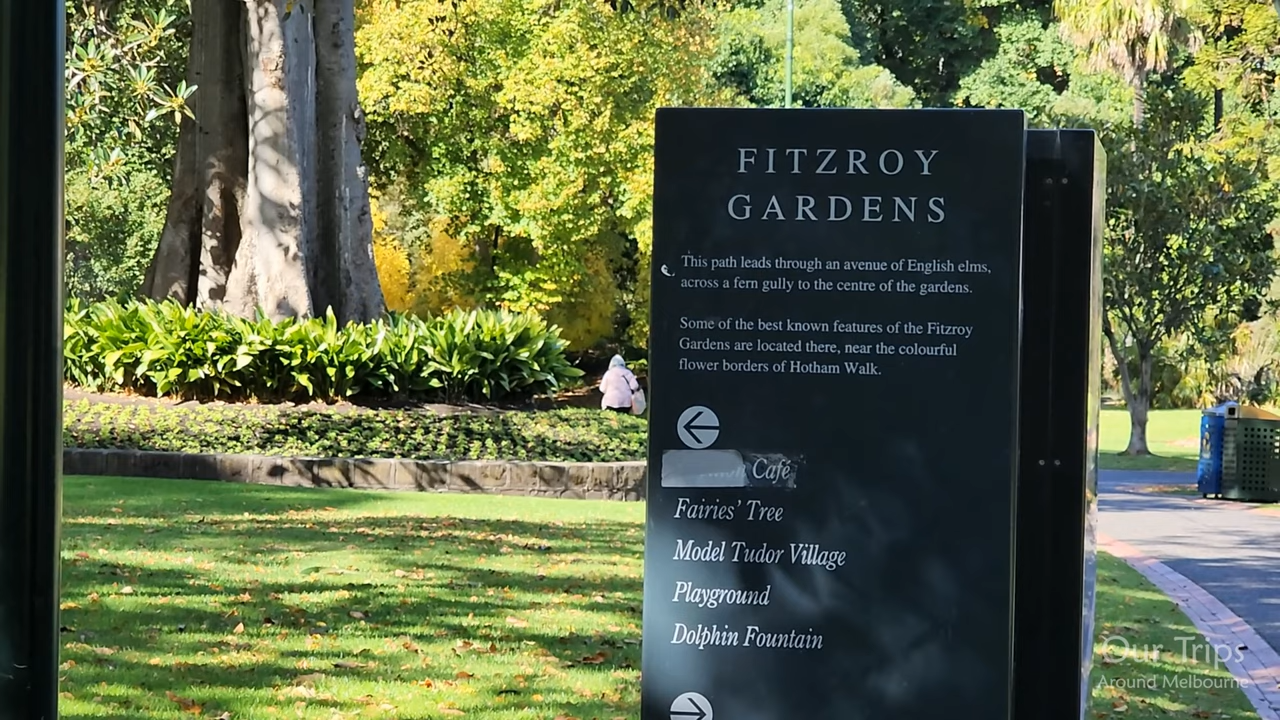 FITZROY
GARDENS
This path leads through an avenue of English elms,
across a fern gully to the centre of the gardens.
Some of the best known features of the Fitzroy
Gardens are located there, near the colourful
flower borders of Hotham Walk.
Café
Fairies' Tree
Model Tudor Village
Playground
Dolphin Fountain
Our Trips
Around Melbourne